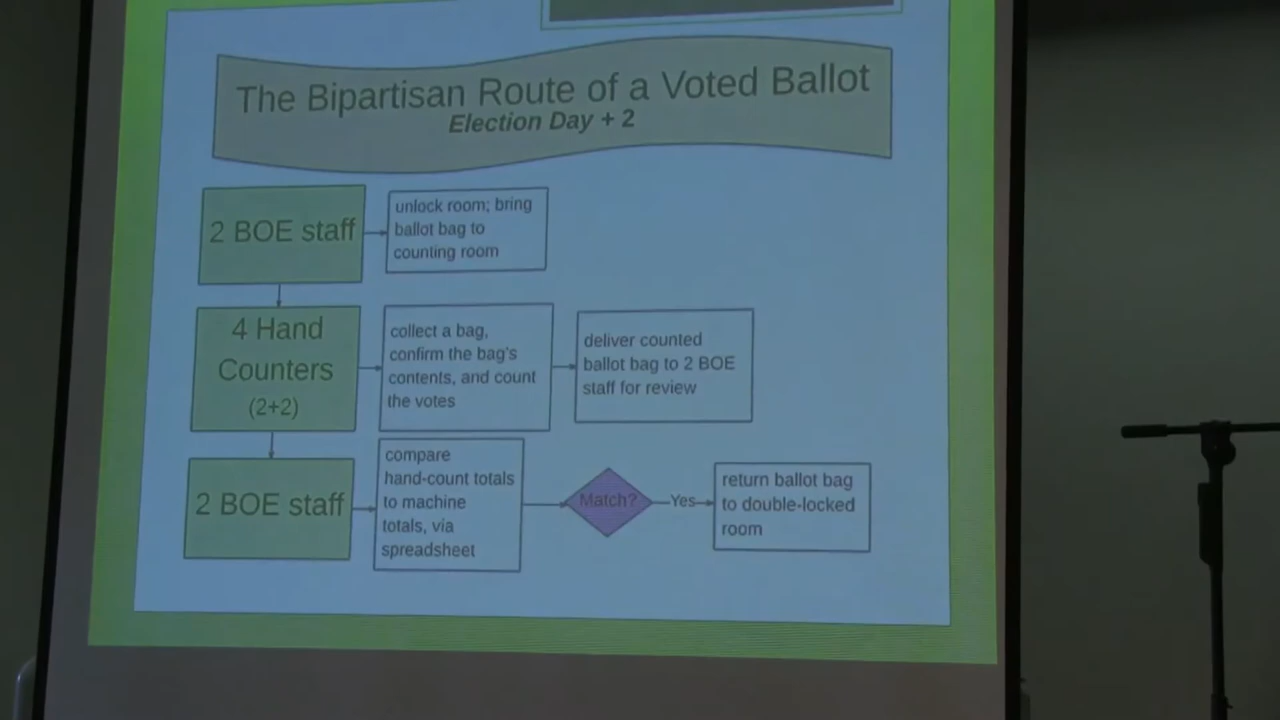 The Bipartisan Route of a Voted Ballot
Election Day + 2
2 BOE staff
unlock room; bring
ballot bag to
counting room
4 Hand
Counters
(2+2)
collect a bag,
confirm the bag's
contents, and count
the votes
deliver counted
ballot bag to 2 BOE
staff for review
2 BOE staff
compare
hand-count totals
to machine
totals, via
spreadsheet
Match?
Yes
return ballot bag
to double-locked
room